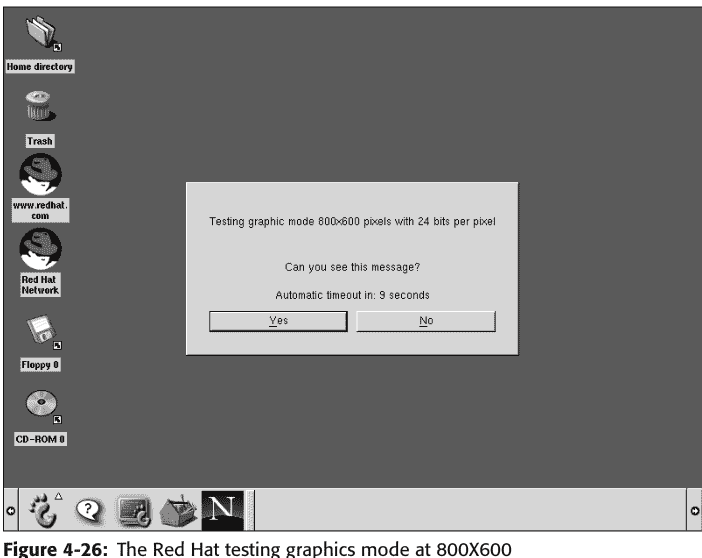 Home directory
Trash
www.redhat.
com
Red Hat
Network
Floppy 0
CD-ROM 0
Testing graphic mode 800x600 pixels with 24 bits per pixel
Can you see this message?
Automatic timeout in: 9 seconds
Yes
No
N
Figure 4-26: The Red Hat testing graphics mode at 800X600